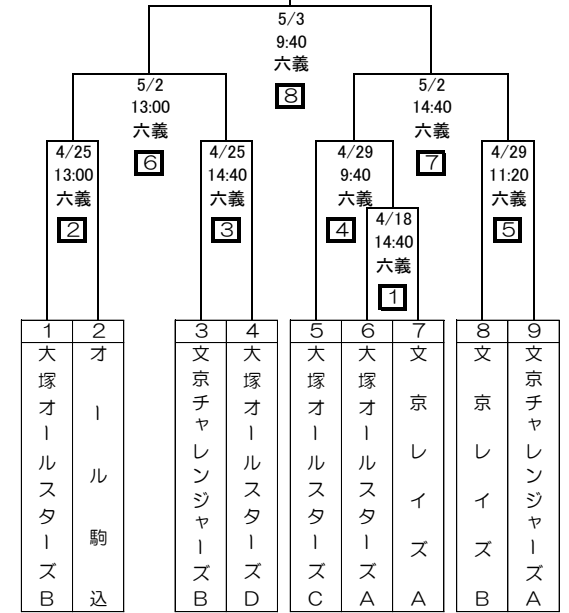 5/3
9:40
六義
8
5/2
13:00
六義
6
5/2
14:40
六義
7
4/25
13:00
六義
2
4/25
14:40
六義
3
4/29
9:40
六義
4
4/29
11:20
六義
5
4/18
14:40
六義
1
1
2
3
4
5
6
7
8
9
大塚オールスターズB
オール駒込
文京チャレンジャーズB
大塚オールスターズD
大塚オールスターズC
大塚オールスターズA
文京レイズA
文京レイズB
文京チャレンジャーズA